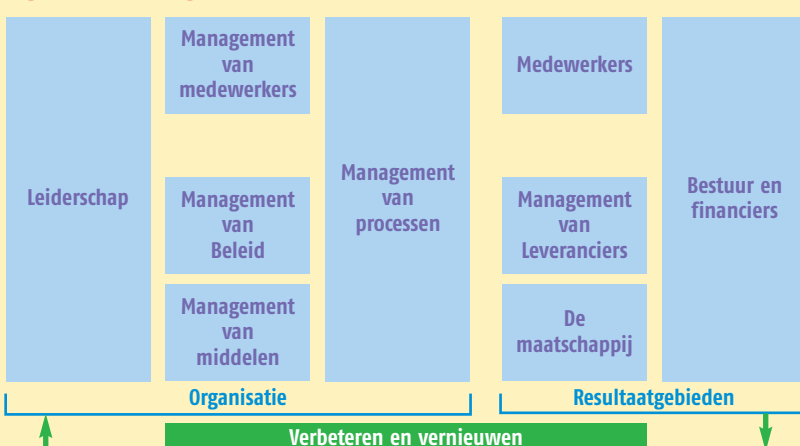 Leiderschap
Management
van
medewerkers
Management
van
Beleid
Management
van
middelen
Management
van
processen
Medewerkers
Management
van
Leveranciers
De
maatschappij
Bestuur en
financiers
Organisatie
Resultaatgebieden
Verbeteren en vernieuwen